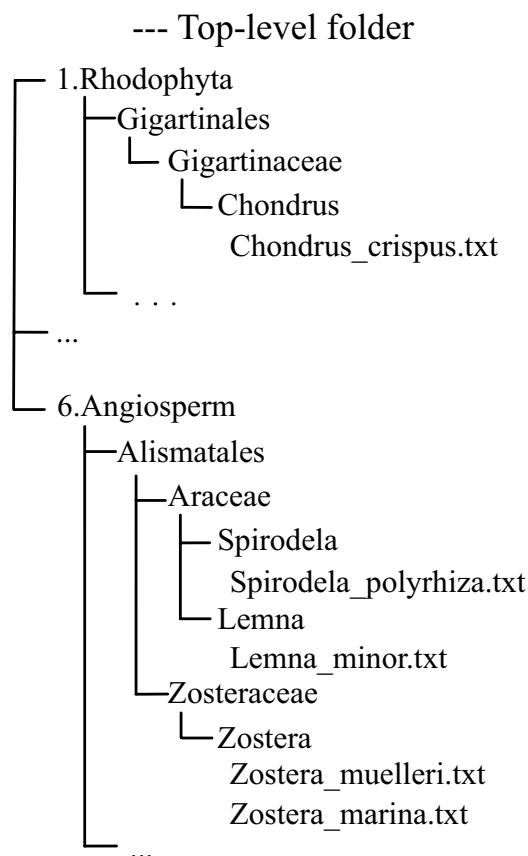 --- Top-level folder
1.Rhodophyta
Gigartinales
Gigartinaceae
Chondrus
Chondrus_crispus.txt
. . .
...
6.Angiosperm
Alismatales
Araceae
Spirodela
Spirodela_polyrhiza.txt
Lemna
Lemna_minor.txt
Zosteraceae
Zostera
Zostera_muelleri.txt
Zostera_marina.txt
...